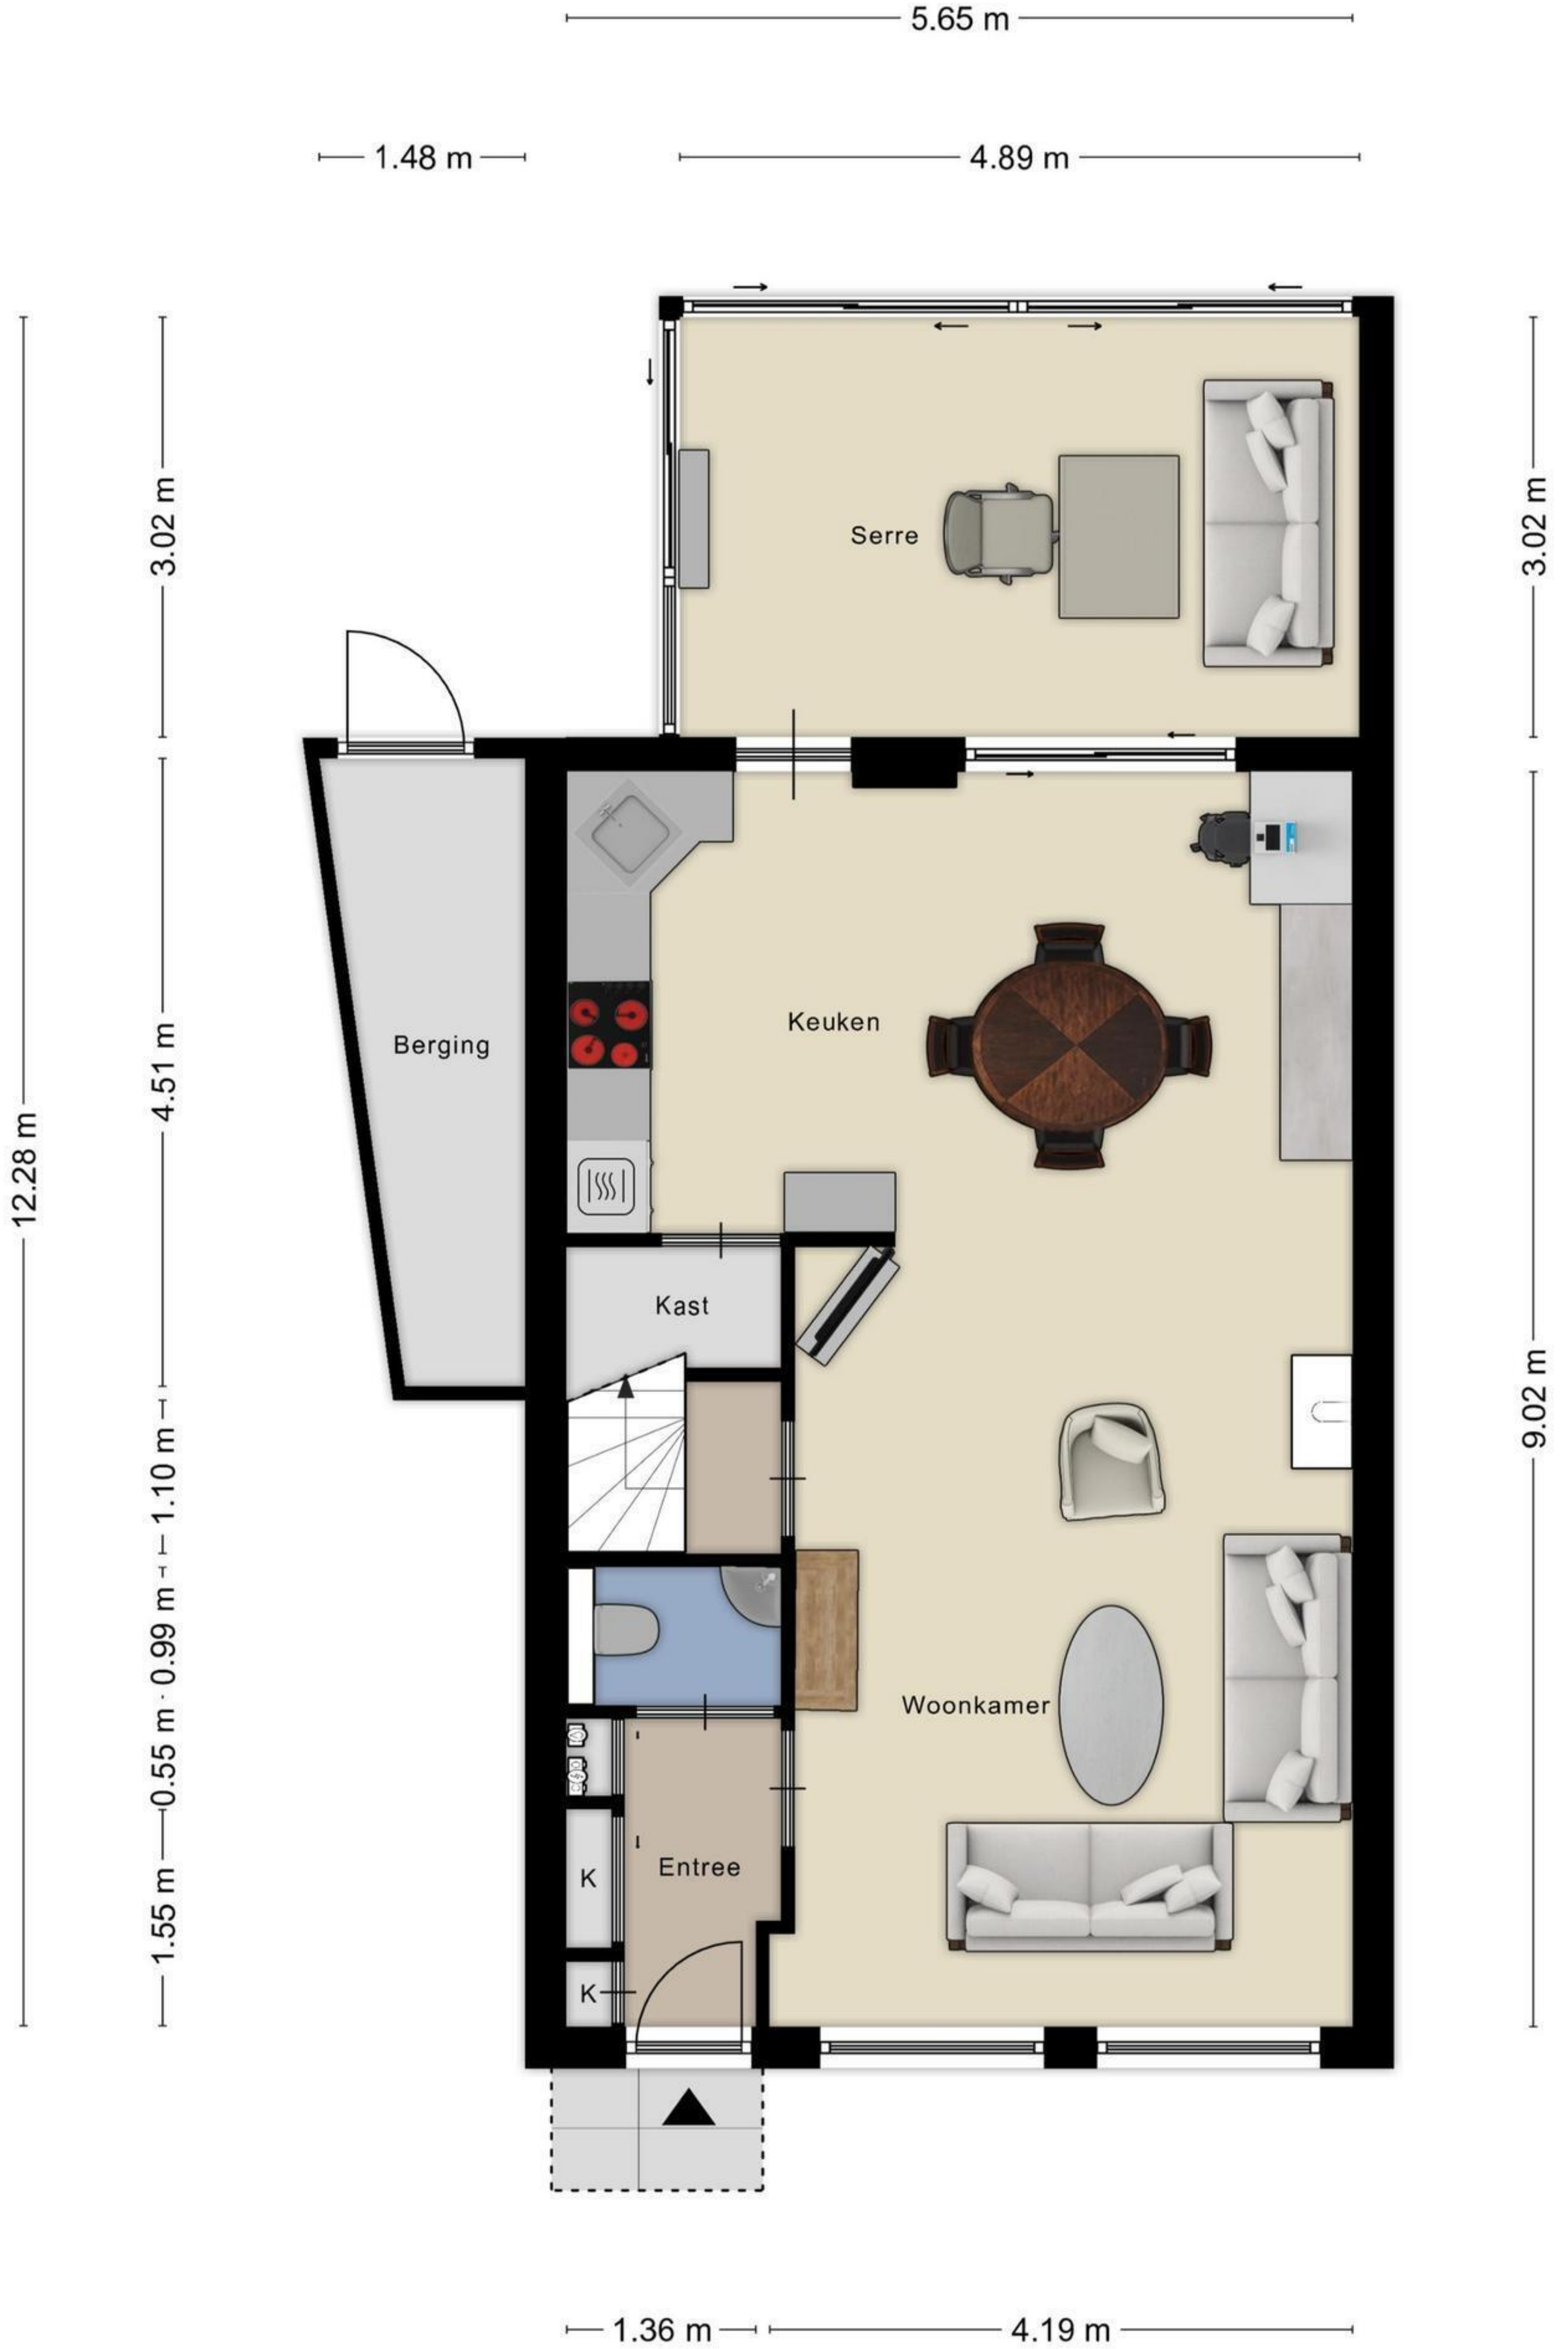 5.65 m
1.48 m
4.89 m
3.02 m
3.02 m
Serre
Berging
Keuken
4.51 m
12.28 m
Kast
9.02 m
1.10 m
0.99 m
Woonkamer
0.55 m
Entree
K
1.55 m
K
1.36 m
4.19 m